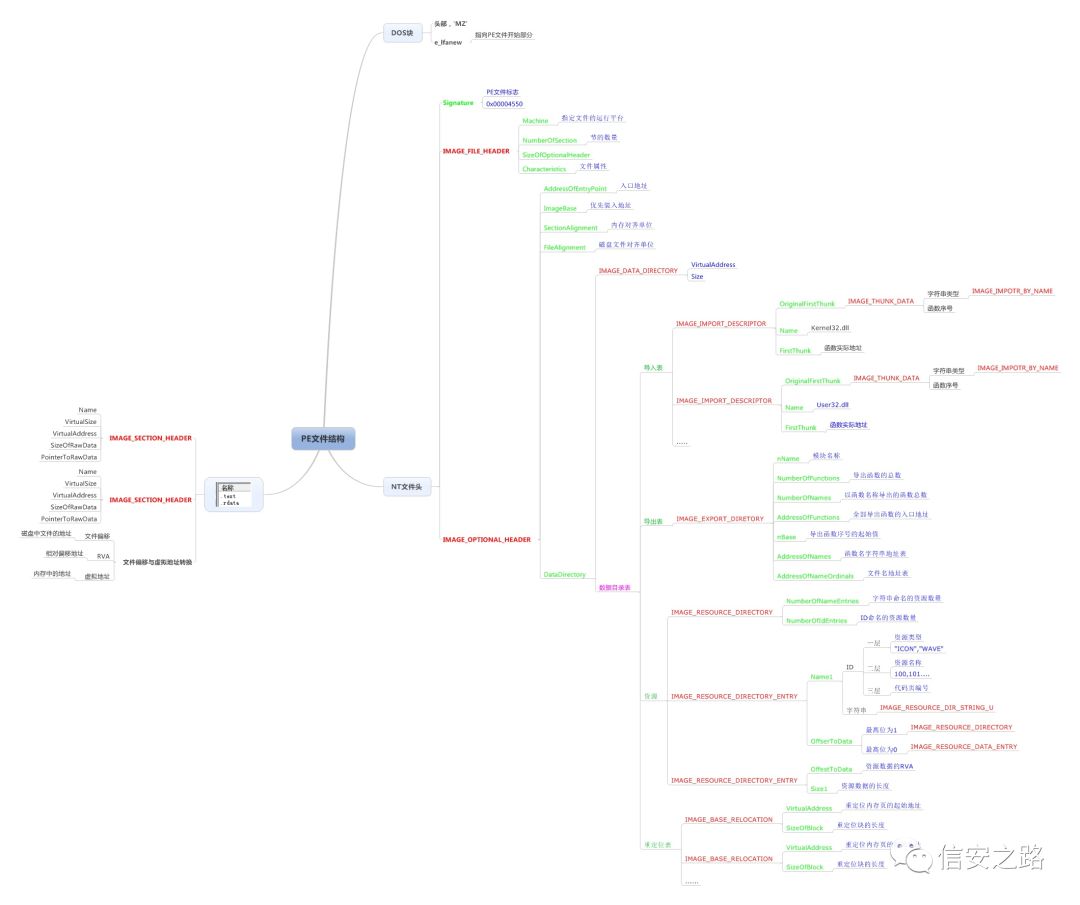 DOS块
头部，'MZ'
e_lfanew
指向PE文件开始部分
PE文件结构
NT文件头
Signature
PE文件标志
0x00004550
IMAGE_FILE_HEADER
Machine
指定文件的运行平台
NumberOfSection
节的数量
SizeOfOptionalHeader
Characteristics
文件属性
IMAGE_OPTIONAL_HEADER
AddressOfEntryPoint
入口地址
ImageBase
优先装入地址
SectionAlignment
内存对齐单位
FileAlignment
磁盘文件对齐单位
DataDirectory
IMAGE_DATA_DIRECTORY
VirtualAddress
Size
数据目录表
导入表
IMAGE_IMPORT_DESCRIPTOR
OriginalFirstThunk
IMAGE_THUNK_DATA
字符串类型
IMAGE_IMPOTR_BY_NAME
函数序号
Name
Kernel32.dll
FirstThunk
函数实际地址
IMAGE_IMPORT_DESCRIPTOR
OriginalFirstThunk
IMAGE_THUNK_DATA
字符串类型
IMAGE_IMPOTR_BY_NAME
函数序号
Name
User32.dll
FirstThunk
函数实际地址
......
导出表
IMAGE_EXPORT_DIRETORY
nName
模块名称
NumberOfFunctions
导出函数的总数
NumberOfNames
以函数名称导出的函数总数
AddressOfFunctions
全部导出函数的入口地址
nBase
导出函数序号的起始值
AddressOfNames
函数名字符串地址表
AddressOfNameOrdinals
文件名地址表
资源
IMAGE_RESOURCE_DIRECTORY
NumberOfNameEntries
字符串命名的资源数量
NumberOfIdEntries
ID命名的资源数量
IMAGE_RESOURCE_DIRECTORY_ENTRY
Name1
ID
一层
资源类型
"ICON","WAVE"
二层
资源名称
100,101....
三层
代码页编号
字符串
IMAGE_RESOURCE_DIR_STRING_U
OffserToData
最高位为1
IMAGE_RESOURCE_DIRECTORY
最高位为0
IMAGE_RESOURCE_DATA_ENTRY
IMAGE_RESOURCE_DIRECTORY_ENTRY
OffestToData
资源数据的RVA
Size1
资源数据的长度
重定位表
IMAGE_BASE_RELOCATION
VirtualAddress
重定位内存页的起始地址
SizeOfBlock
重定位块的长度
IMAGE_BASE_RELOCATION
VirtualAddress
重定位内存页的
SizeOfBlock
重定位块的长度
......
名称
.text
.rdata
IMAGE_SECTION_HEADER
Name
VirtualSize
VirtualAddress
SizeOfRawData
PointerToRawData
IMAGE_SECTION_HEADER
Name
VirtualSize
VirtualAddress
SizeOfRawData
PointerToRawData
文件偏移与虚拟地址转换
文件偏移
磁盘中文件的地址
RVA
相对偏移地址
虚拟地址
内存中的地址
信安之路